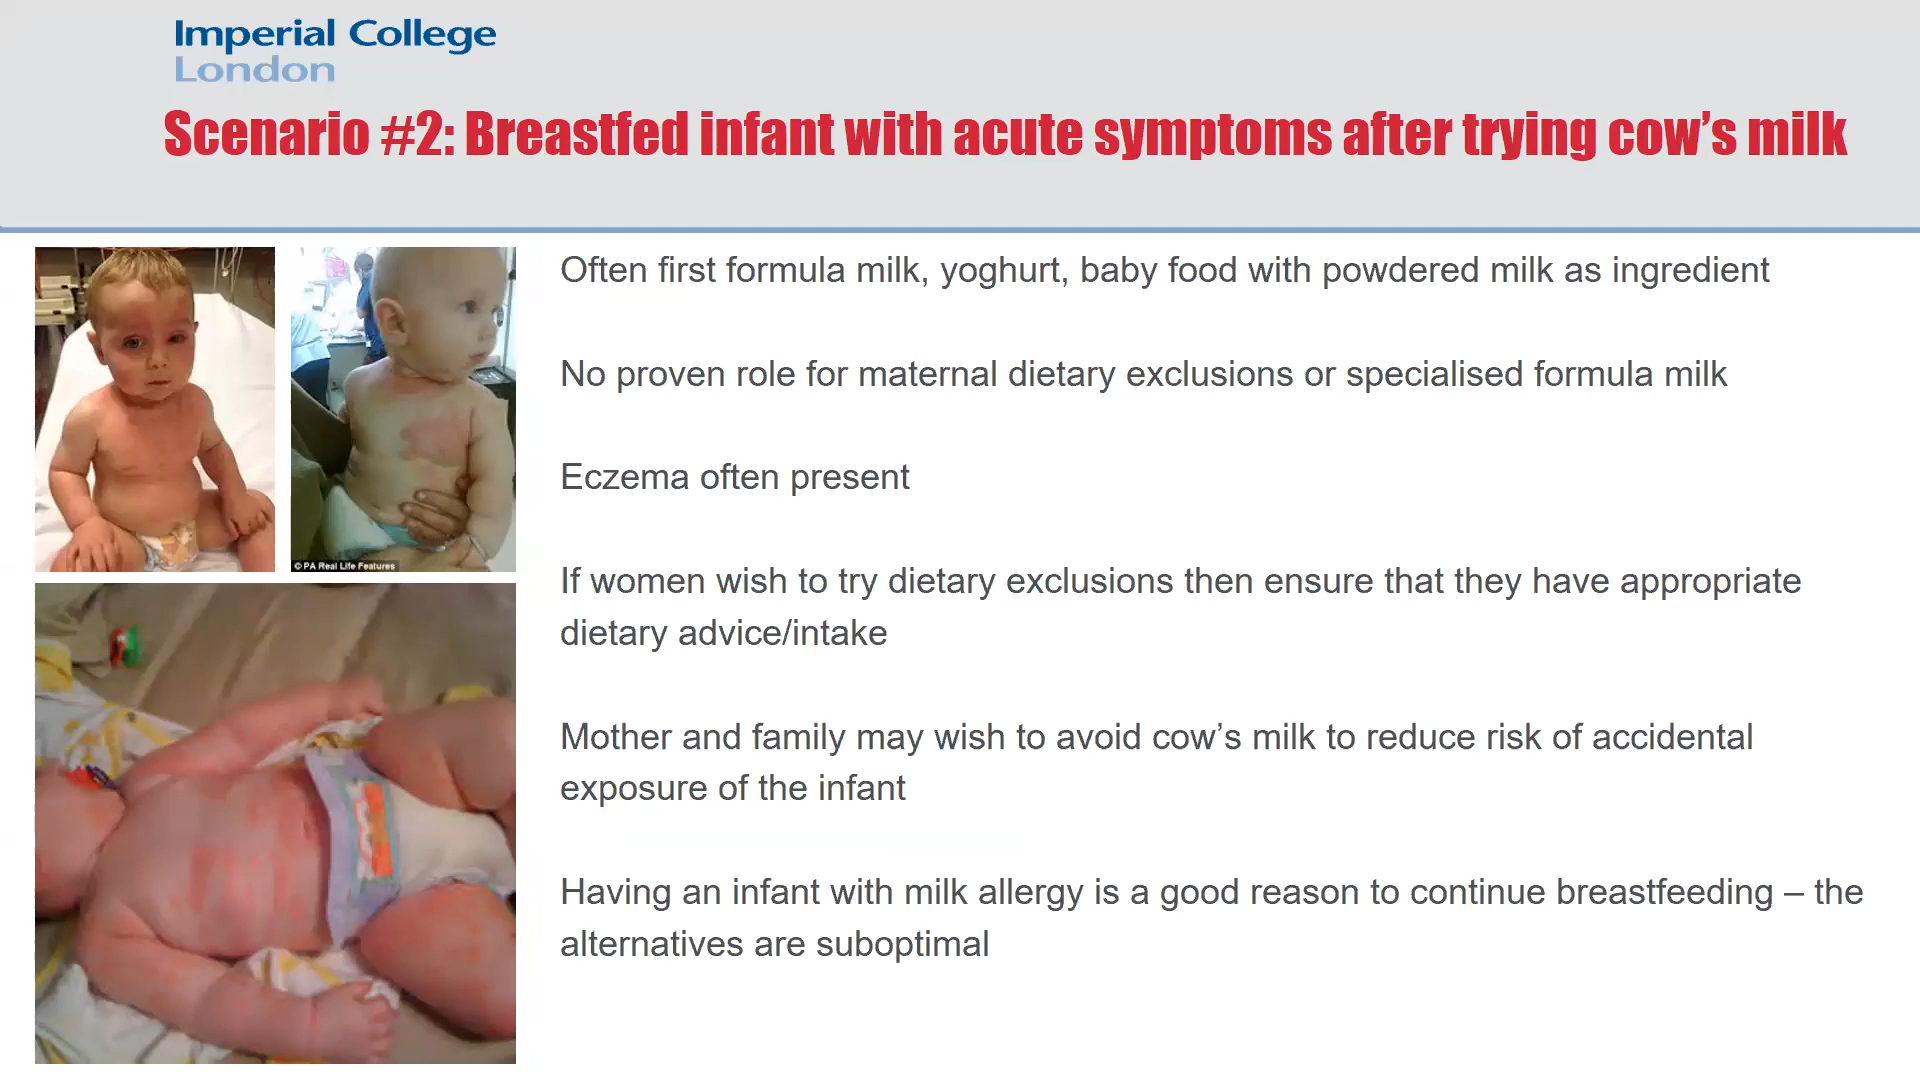 Imperial College
London
Scenario #2: Breastfed infant with acute symptoms after trying cow’s milk
Often first formula milk, yoghurt, baby food with powdered milk as ingredient
No proven role for maternal dietary exclusions or specialised formula milk
Eczema often present
If women wish to try dietary exclusions then ensure that they have appropriate
dietary advice/intake
Mother and family may wish to avoid cow’s milk to reduce risk of accidental
exposure of the infant
Having an infant with milk allergy is a good reason to continue breastfeeding – the
alternatives are suboptimal
© PA Real Life Features